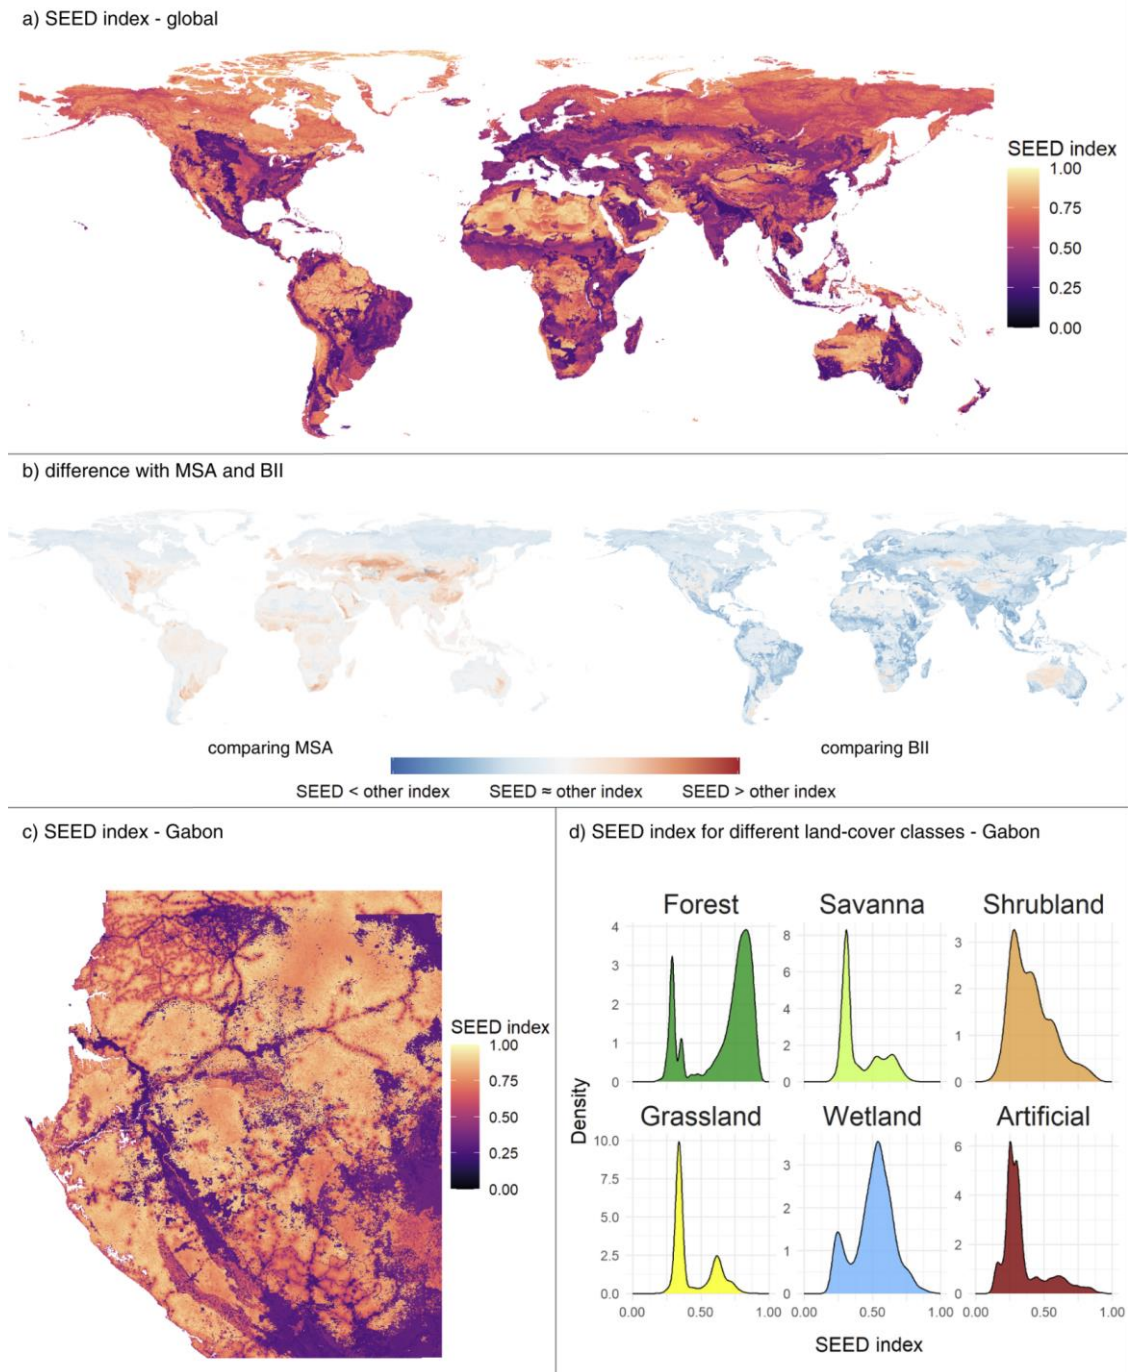 a) SEED index - global
SEED index
1.00
0.75
0.50
0.25
0.00
b) difference with MSA and BII
comparing MSA
comparing BII
SEED < other index SEED ≈ other index SEED > other index
c) SEED index - Gabon
SEED index
1.00
0.75
0.50
0.25
0.00
d) SEED index for different land-cover classes - Gabon
Forest Savanna Shrubland
4
3
2
1
0
8
6
4
2
0
3
2
1
0
Density
Grassland Wetland Artificial
10.0
7.5
5.0
2.5
0.0
3
2
1
0
6
4
2
0
0.00 0.50 1.00 0.50 1.00 0.00 0.50 1.00
SEED index